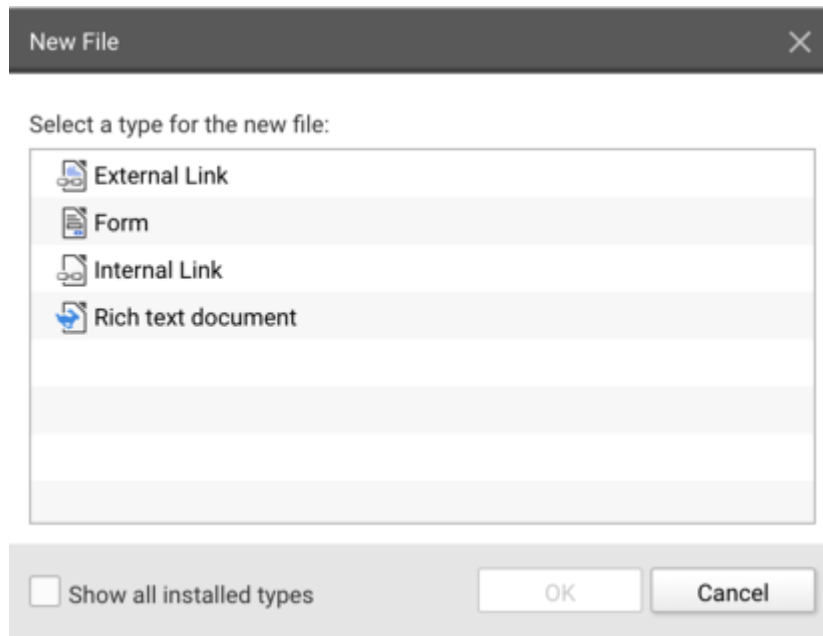 New File
Select a type for the new file:
External Link
Form
Internal Link
Rich text document
Show all installed types
OK
Cancel